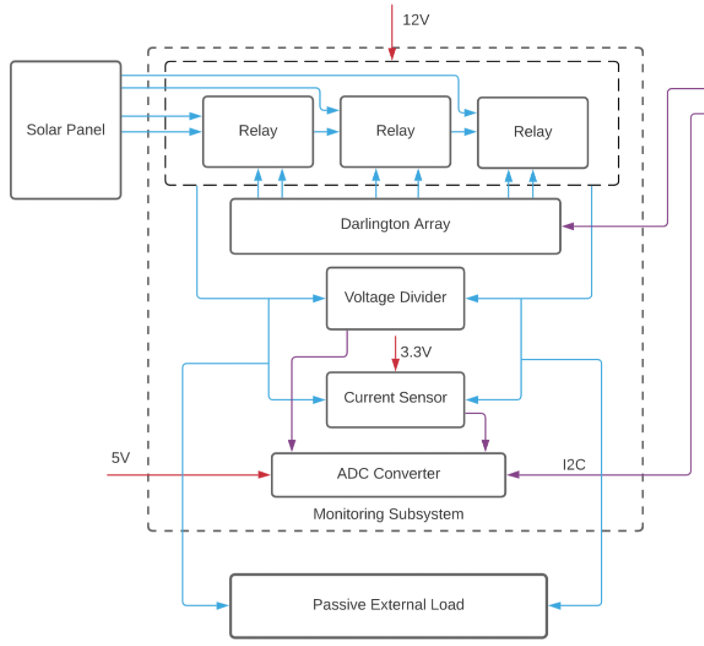 12V
Solar Panel
Relay
Relay
Relay
Darlington Array
Voltage Divider
3.3V
Current Sensor
5V
ADC Converter
I2C
Monitoring Subsystem
Passive External Load